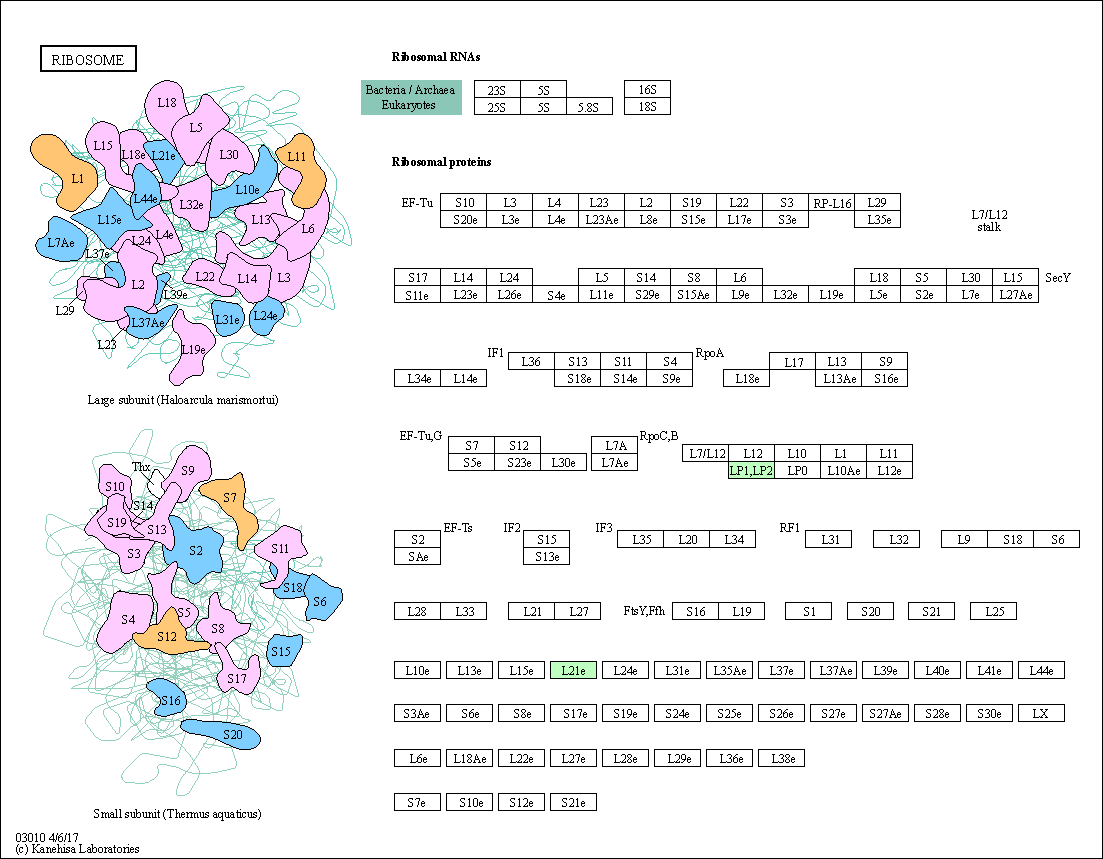 RIBOSOME
L18
L5
L15
L18e
L21e
L30
L11
L1
L10e
L44e
L32e
L15e
L13
L6
L7Ae
L24
L4e
L37e
L22
L14
L3
L2
L39e
L29
L37Ae
L31e
L24e
L23
L19e
Large subunit (Haloarcula marismortui)
Thx
S9
S10
S7
S14
S19
S13
S3
S2
S11
S18
S6
S4
S5
S8
S12
S15
S17
S16
S20
Small subunit (Thermus aquaticus)
03010 4/6/17
(c) Kanehisa Laboratories
Ribosomal RNAs
Bacteria / Archaea 23S 5S 16S
Eukaryotes 25S 5S 5.8S 18S
Ribosomal proteins
EF-Tu S10 L3 L4 L23 L2 S19 L22 S3 RP-L16 L29
S20e L3e L4e L23Ae L8e S15e L17e S3e L35e
L7/L12
stalk
S17 L14 L24 L5 S14 S8 L6 L18 S5 L30 L15 SecY
S11e L23e L26e S4e L11e S29e S15Ae L9e L32e L19e L5e S2e L7e L27Ae
IF1 L36 S13 S11 S4 RpoA L17 L13 S9
L34e L14e S18e S14e S9e L18e L13Ae S16e
EF-Tu,G S7 S12 L7A RpoC,B L7/L12 L12 L10 L1 L11
S5e S23e L30e L7Ae LP1,LP2 LP0 L10Ae L12e
S2 EF-Ts IF2 S15 IF3 L35 L20 L34 RF1 L31 L32 L9 S18 S6
SAe S13e
L28 L33 L21 L27 FtsY,Ffh S16 L19 S1 S20 S21 L25
L10e L13e L15e L21e L24e L31e L35Ae L37e L37Ae L39e L40e L41e L44e
S3Ae S6e S8e S17e S19e S24e S25e S26e S27e S27Ae S28e S30e LX
L6e L18Ae L22e L27e L28e L29e L36e L38e
S7e S10e S12e S21e